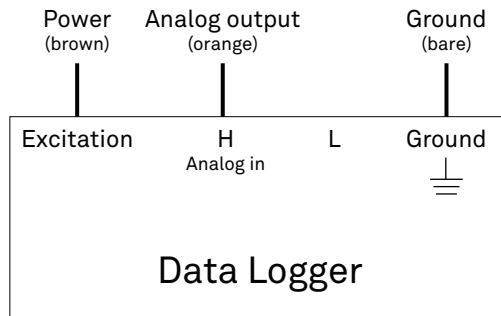 Power Analog output Ground
(brown) (orange) (bare)
Excitation H L Ground
Analog in
Data Logger